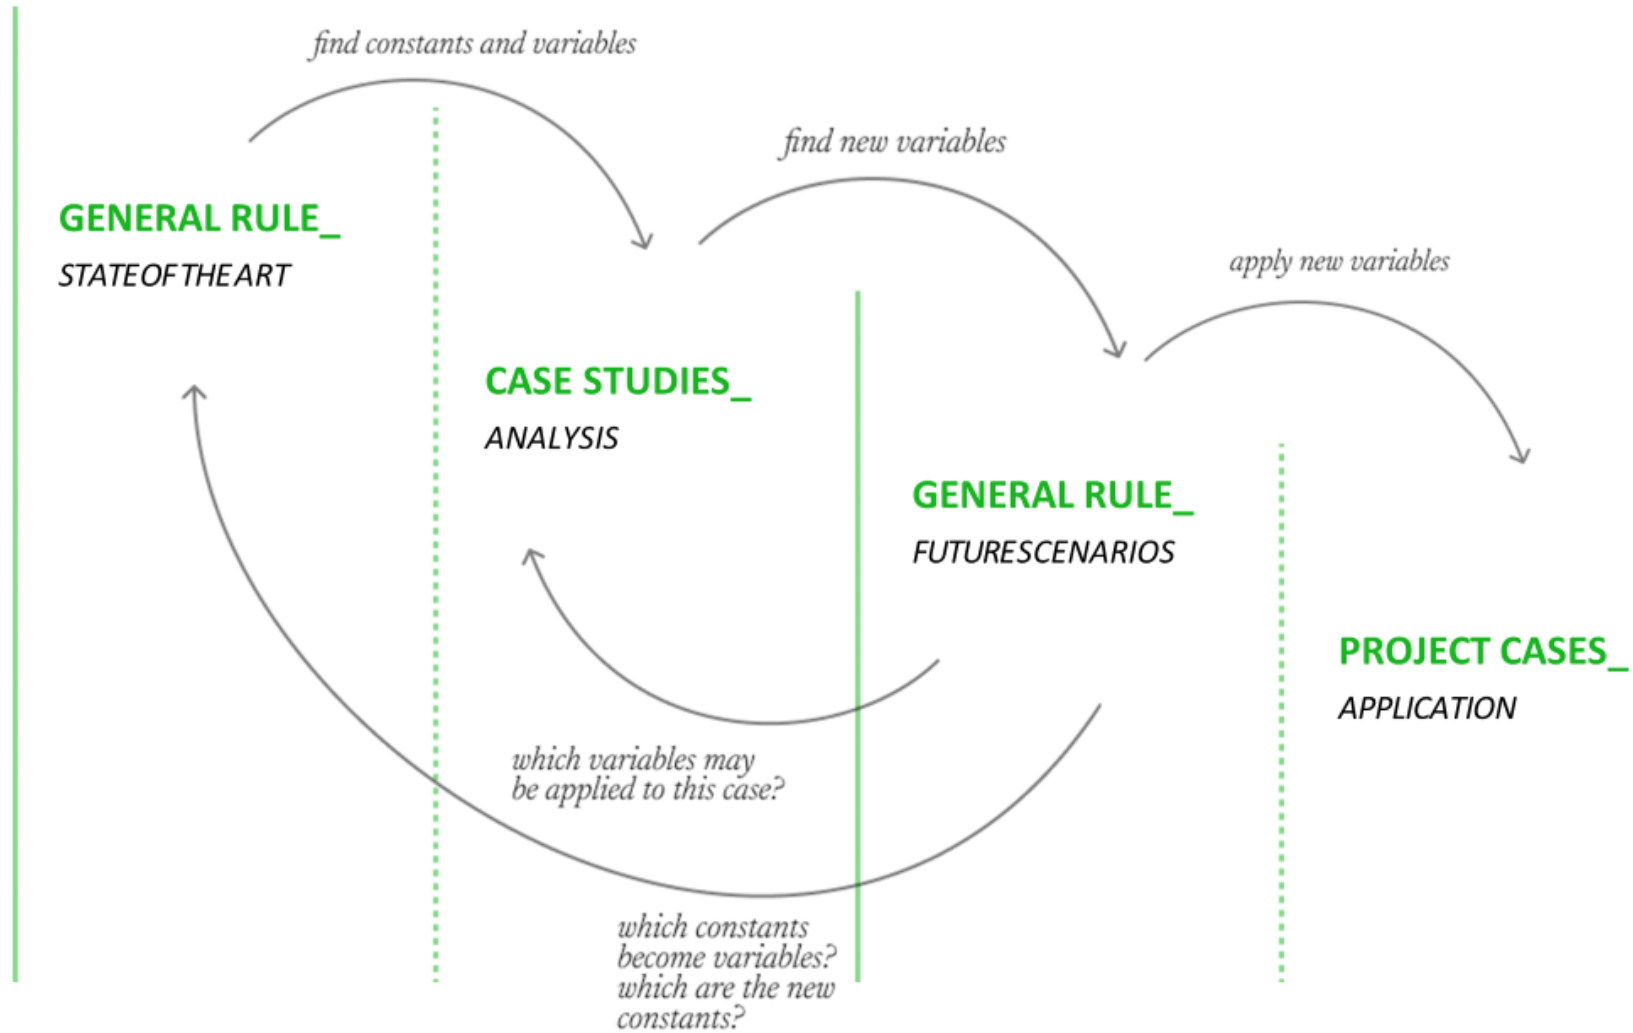 find constants and variables
find new variables
GENERAL RULE_
STATEOFTHEART
apply new variables
CASE STUDIES_
ANALYSIS
GENERAL RULE_
FUTURESCENARIOS
PROJECT CASES_
APPLICATION
which variables may
be applied to this case?
which constants
become variables?
which are the new
constants?